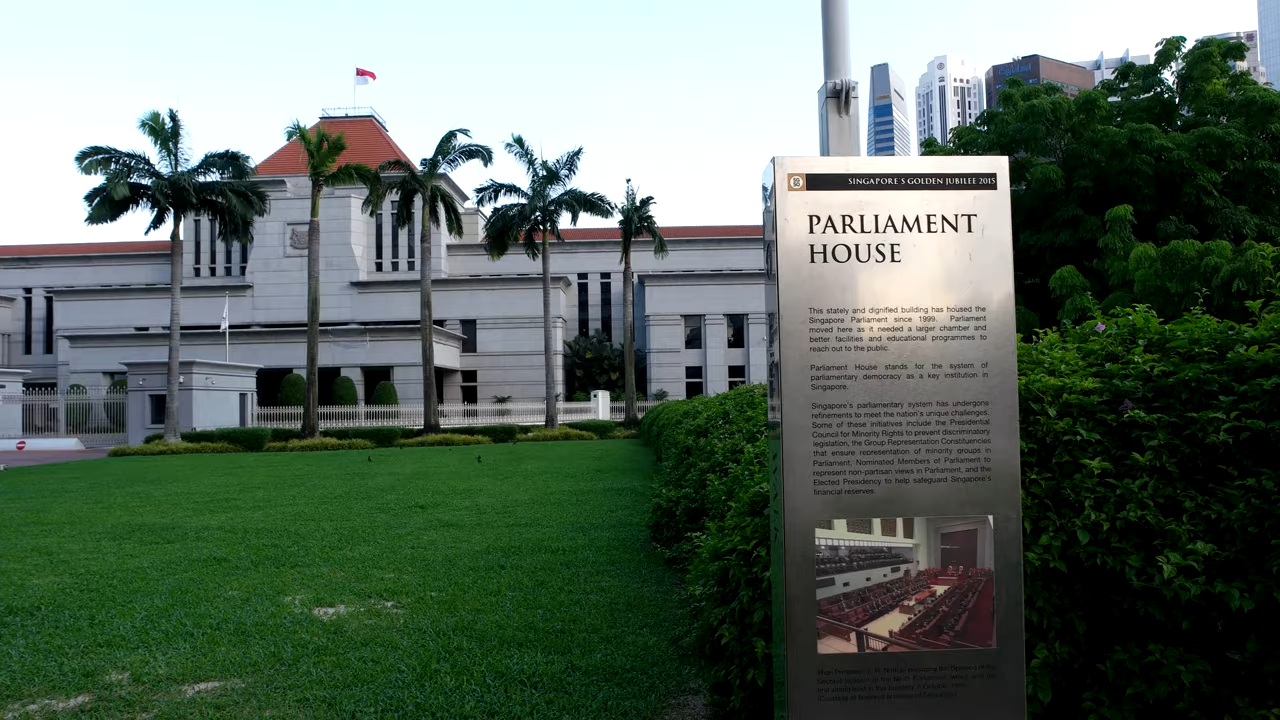 SINGAPORE'S GOLDEN JUBILEE 2015
PARLIAMENT
HOUSE
This stately and dignified building has housed the
Singapore Parliament since 1999. Parliament
moved here as it needed a larger chamber and
better facilities and educational programmes to
reach out to the public.
Parliament House stands for the system of
parliamentary democracy as a key institution in
Singapore.
Singapore's parliamentary system has undergone
refinements to meet the nation's unique challenges.
Some of these initiatives include the Presidential
Council for Minority Rights to prevent discriminatory
legislation, the Group Representation Constituencies
that ensure representation of minority groups in
Parliament, Nominated Members of Parliament to
represent non-partisan views in Parliament, and the
Elected Presidency to help safeguard Singapore's
financial reserves.